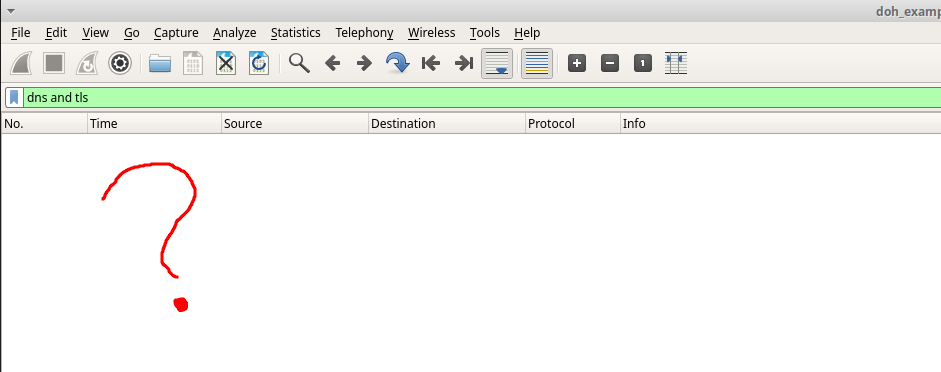 doh_examp
File Edit View Go Capture Analyze Statistics Telephony Wireless Tools Help
dns and tls
No. Time Source Destination Protocol Info
?